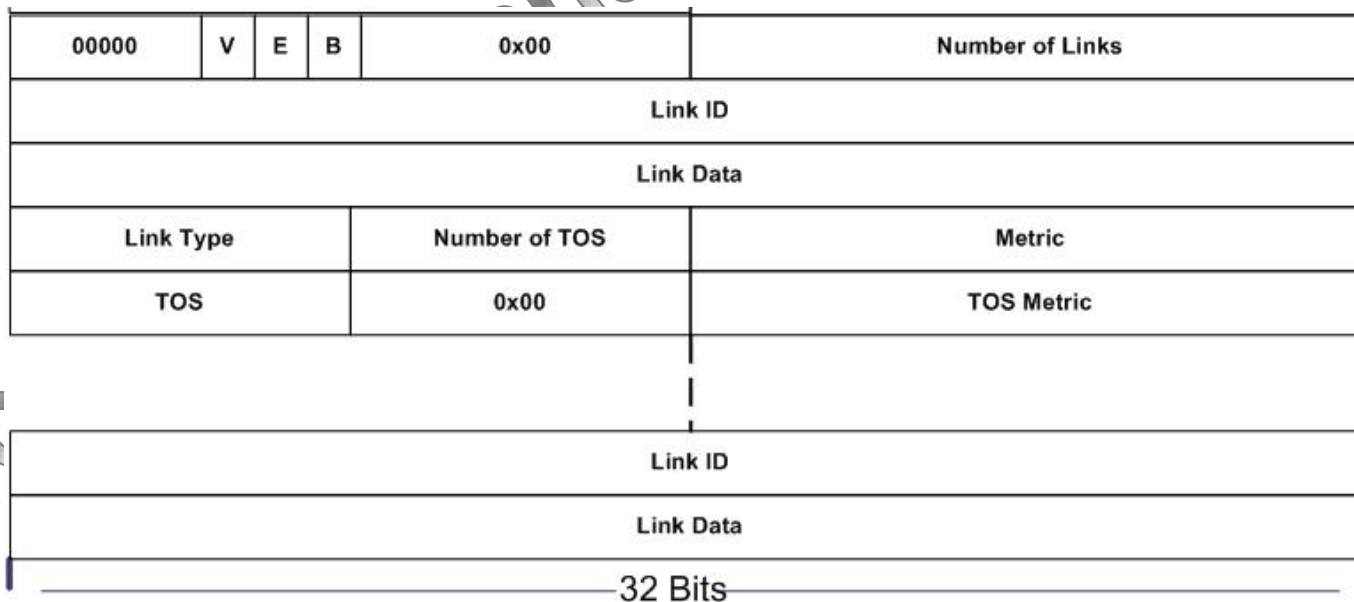 00000 V E B 0x00 Number of Links
Link ID
Link Data
Link Type Number of TOS Metric
TOS 0x00 TOS Metric
Link ID
Link Data
32 Bits